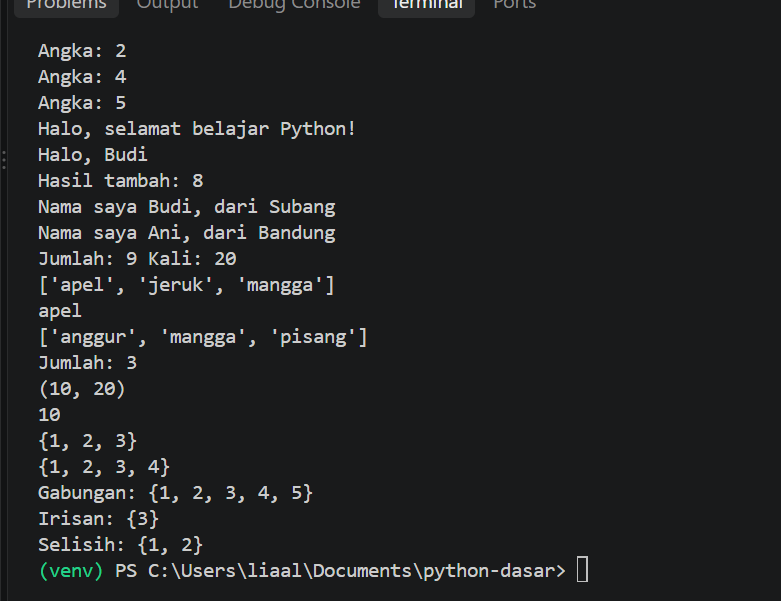 Problems Output Debug Console Terminal Ports
Angka: 2
Angka: 4
Angka: 5
Halo, selamat belajar Python!
Halo, Budi
Hasil tambah: 8
Nama saya Budi, dari Subang
Nama saya Ani, dari Bandung
Jumlah: 9 Kali: 20
['apel', 'jeruk', 'mangga']
apel
['anggur', 'mangga', 'pisang']
Jumlah: 3
(10, 20)
10
{1, 2, 3}
{1, 2, 3, 4}
Gabungan: {1, 2, 3, 4, 5}
Irisan: {3}
Selisih: {1, 2}
(venv) PS C:\Users\liaal\Documents\python-dasar>